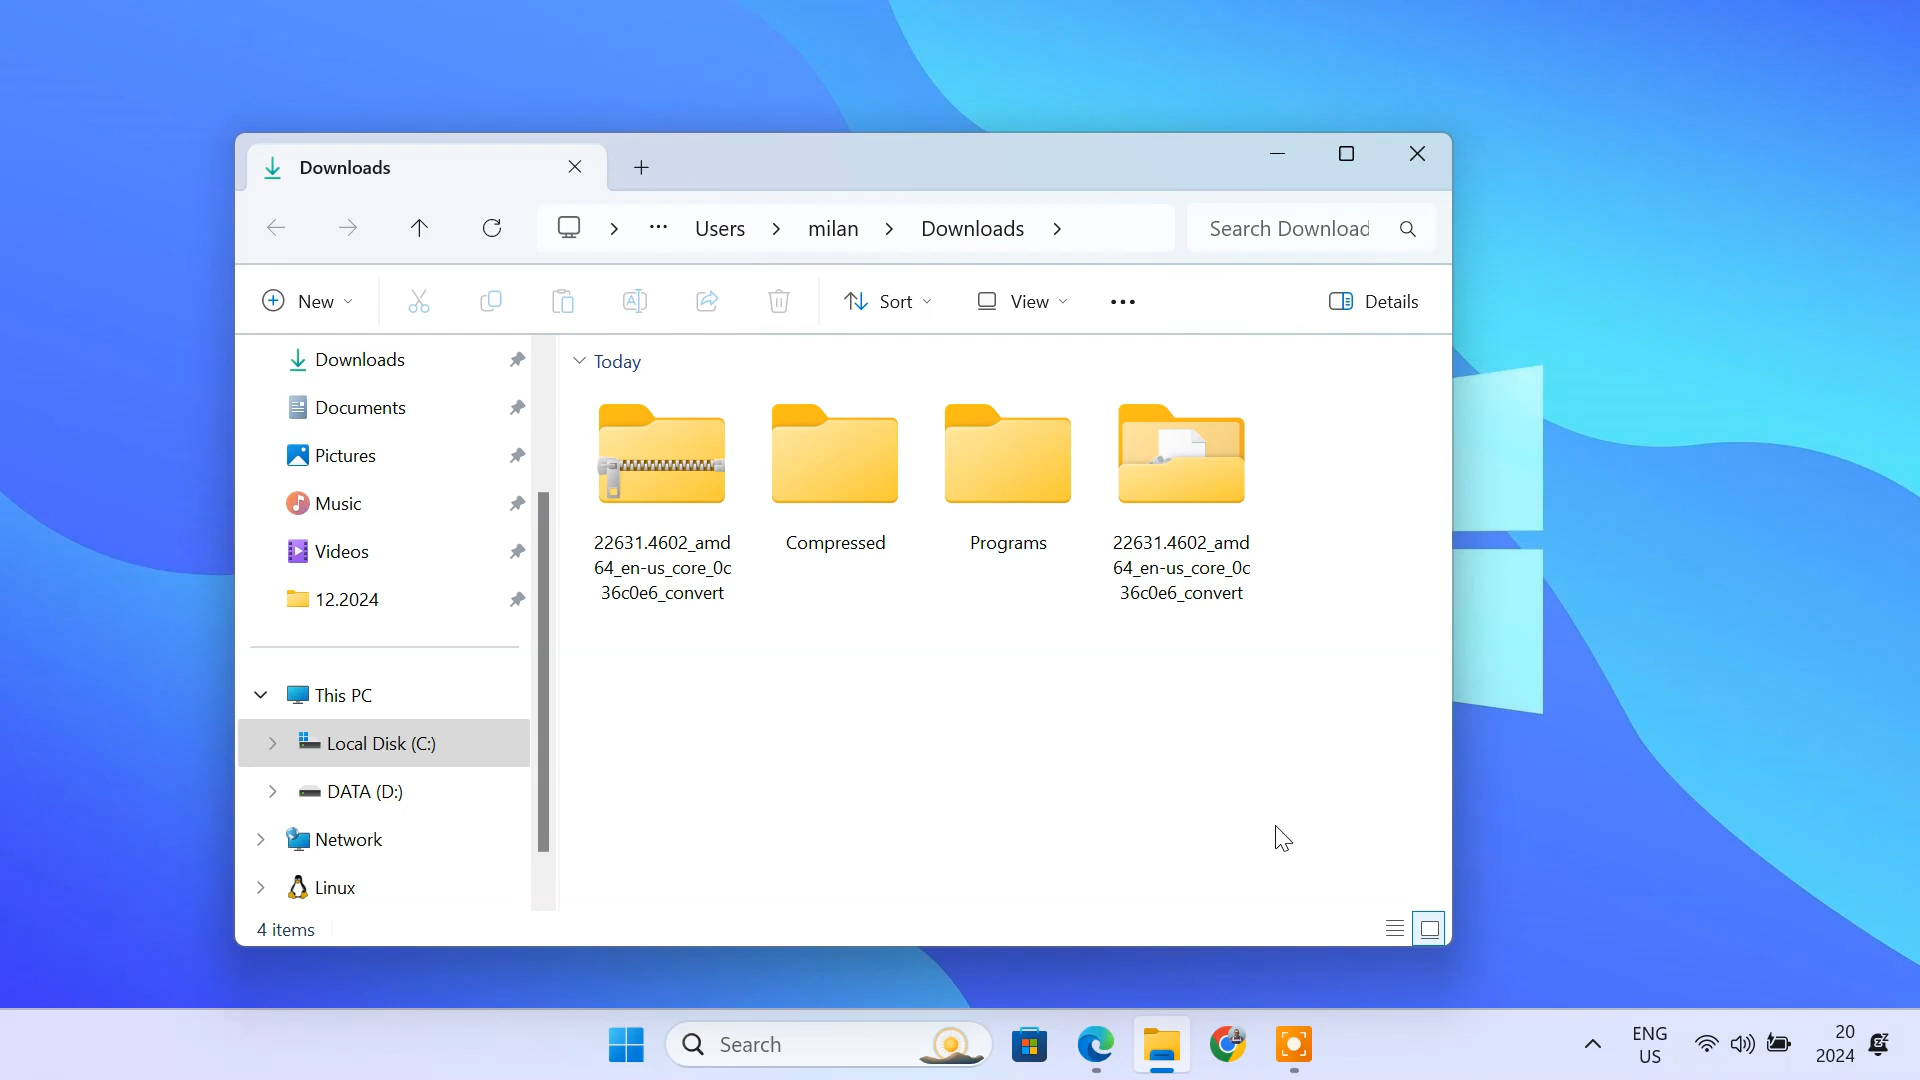 Downloads
Users
milan
Downloads
Search Download
New
Sort
View
Details
Downloads
Documents
Pictures
Music
Videos
12.2024
This PC
Local Disk (C:)
DATA (D:)
Network
Linux
Today
22631.4602_amd
64_en-us_core_0c
36c0e6_convert
Compressed
Programs
22631.4602_amd
64_en-us_core_0c
36c0e6_convert
4 items
Search
ENG
US
20
2024